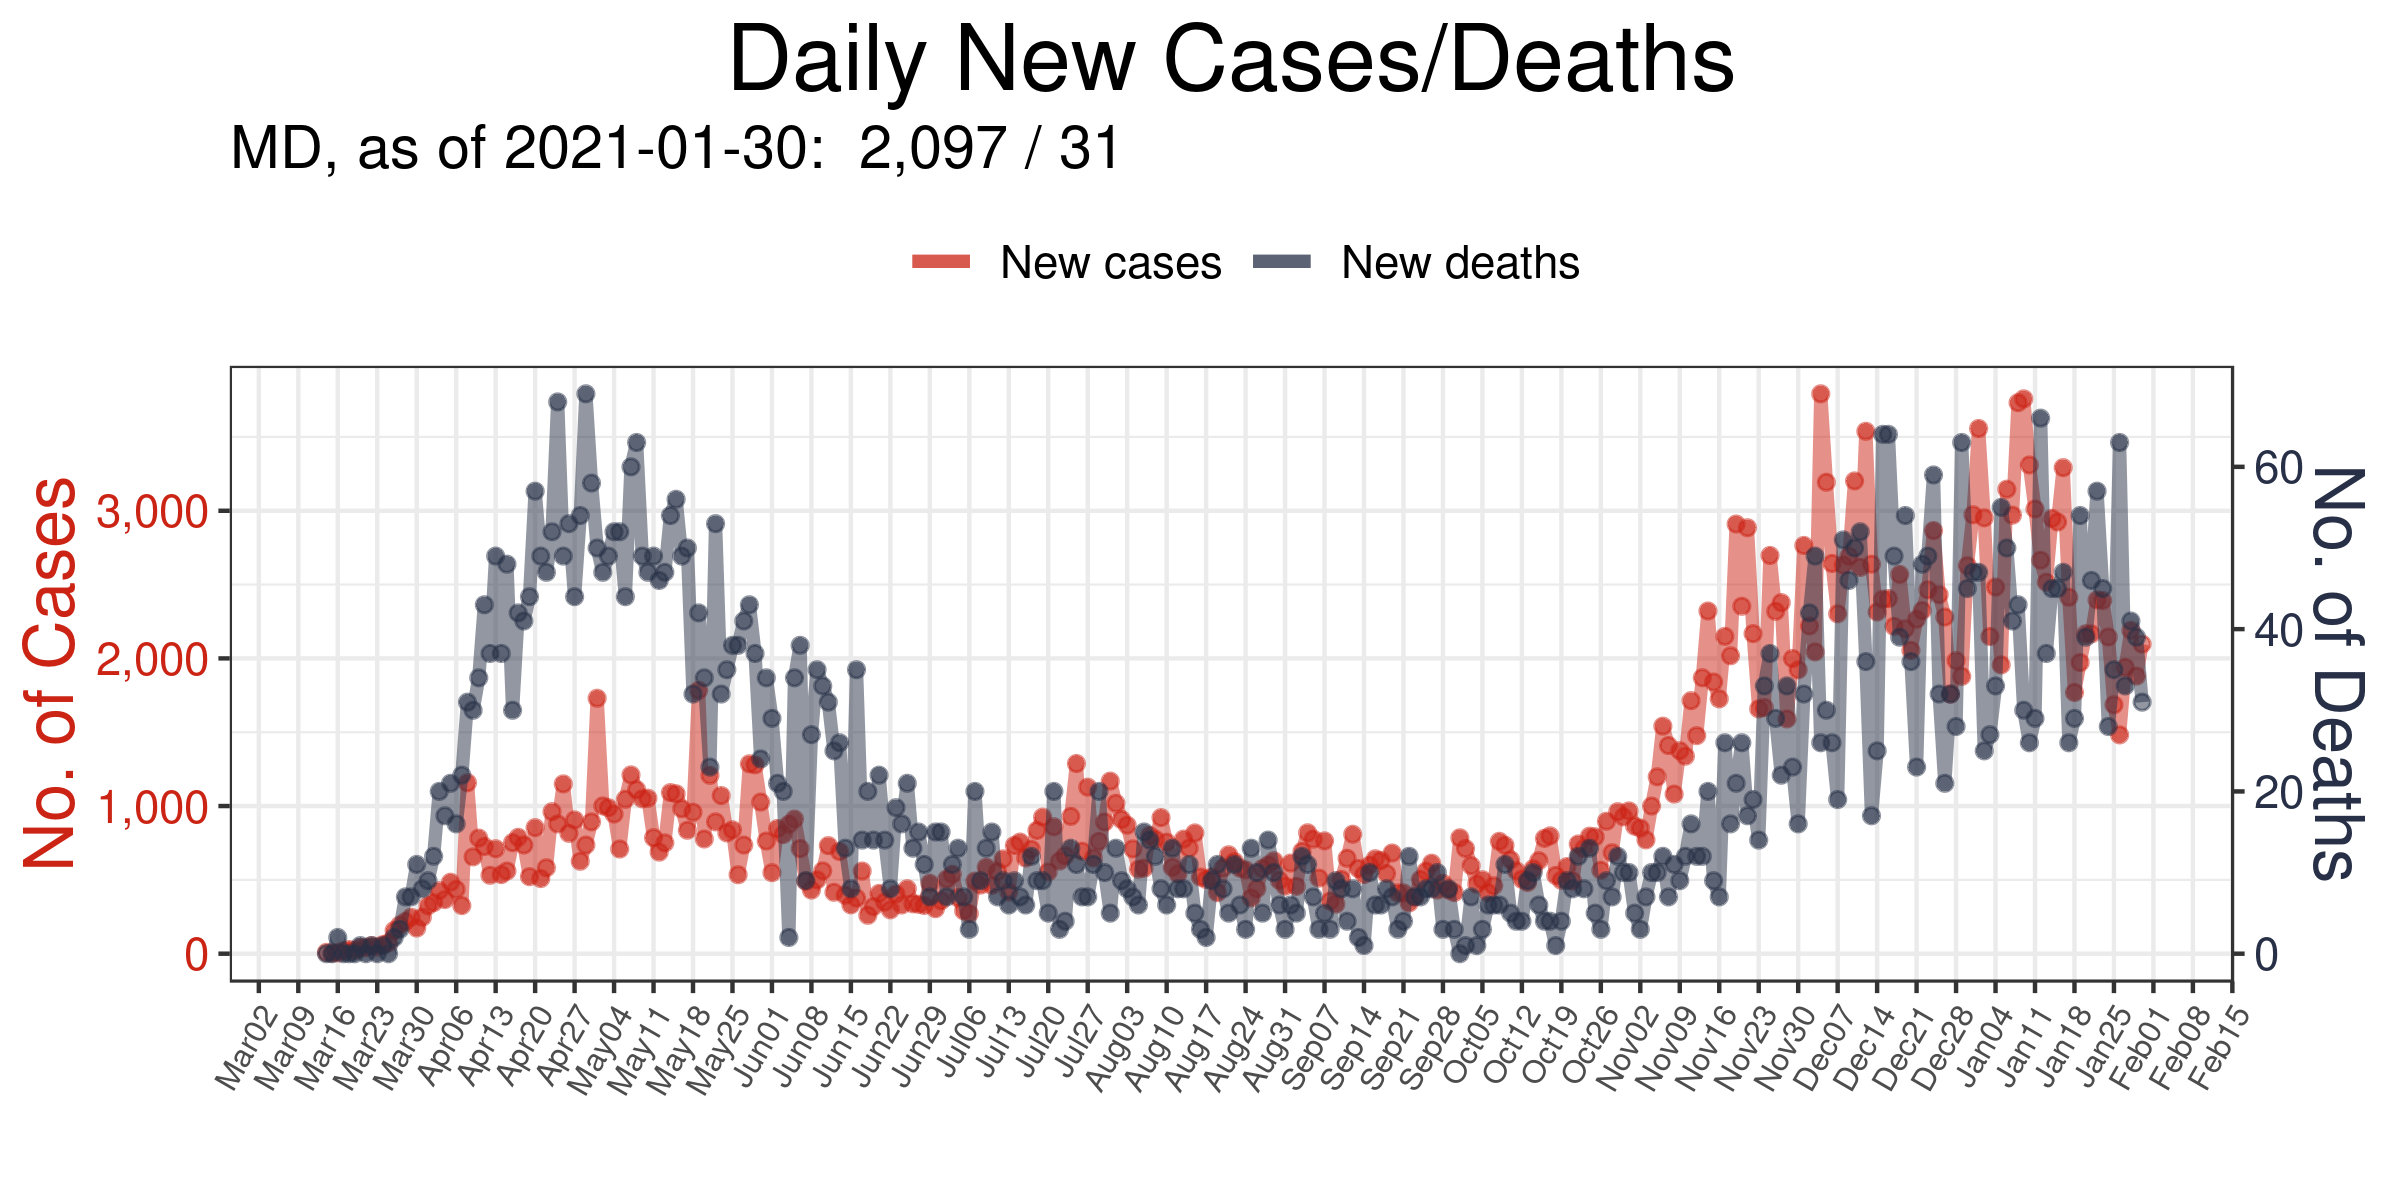 Daily New Cases/Deaths
MD, as of 2021-01-30:  2,097 / 31
New cases
New deaths
No. of Cases
3,000
2,000
1,000
0
60
40
20
0
No. of Deaths
Mar02
Mar09
Mar16
Mar23
Mar30
Apr06
Apr13
Apr20
Apr27
May04
May11
May18
May25
Jun01
Jun08
Jun15
Jun22
Jun29
Jul06
Jul13
Jul20
Jul27
Aug03
Aug10
Aug17
Aug24
Aug31
Sep07
Sep14
Sep21
Sep28
Oct05
Oct12
Oct19
Oct26
Nov02
Nov09
Nov16
Nov23
Nov30
Dec07
Dec14
Dec21
Dec28
Jan04
Jan11
Jan18
Jan25
Feb01
Feb08
Feb15